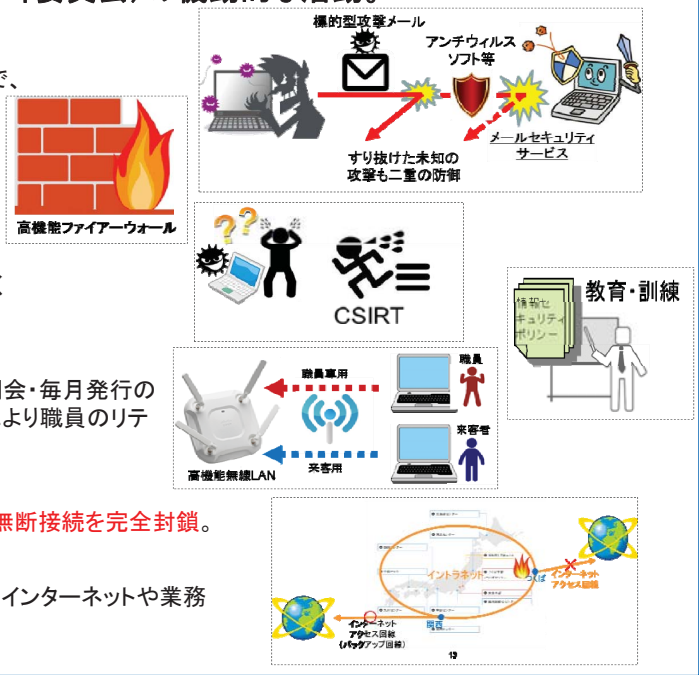 標的型攻撃メール
アンチウィルス
ソフト等
で、
メールセキュリティ
サービス
すり抜けた未知の
攻撃も二重の防御
高機能ファイアーウォール
??
CSIRT
教育・訓練
情報セ
キュリティ
ポリシー
会・毎月発行の
より職員のリテ
職員専用
職員
来客者
来客用
高機能無線LAN
無断接続を完全封鎖。
インターネットや業務
イントラネット
つくば
インターネット
アクセス回線
関西
インターネット
アクセス回線
(バックアップ回線)
13